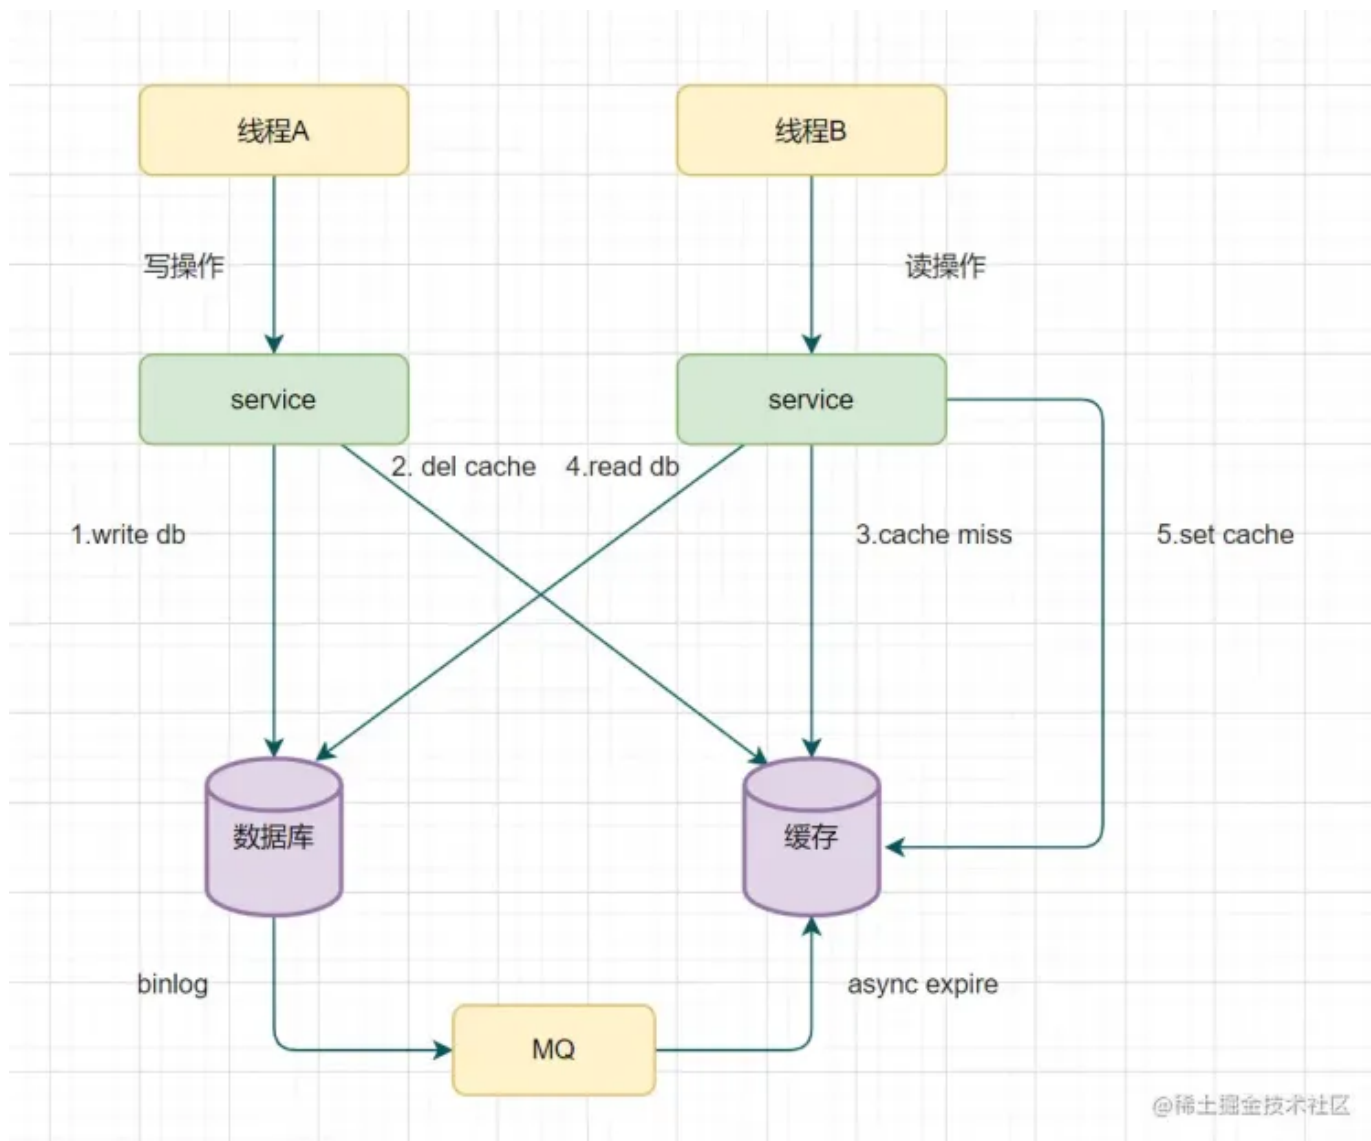 线程A
线程B
写操作
读操作
service
service
2. del cache
4.read db
1.write db
3.cache miss
5.set cache
数据库
缓存
binlog
async expire
MQ
@稀土掘金技术社区